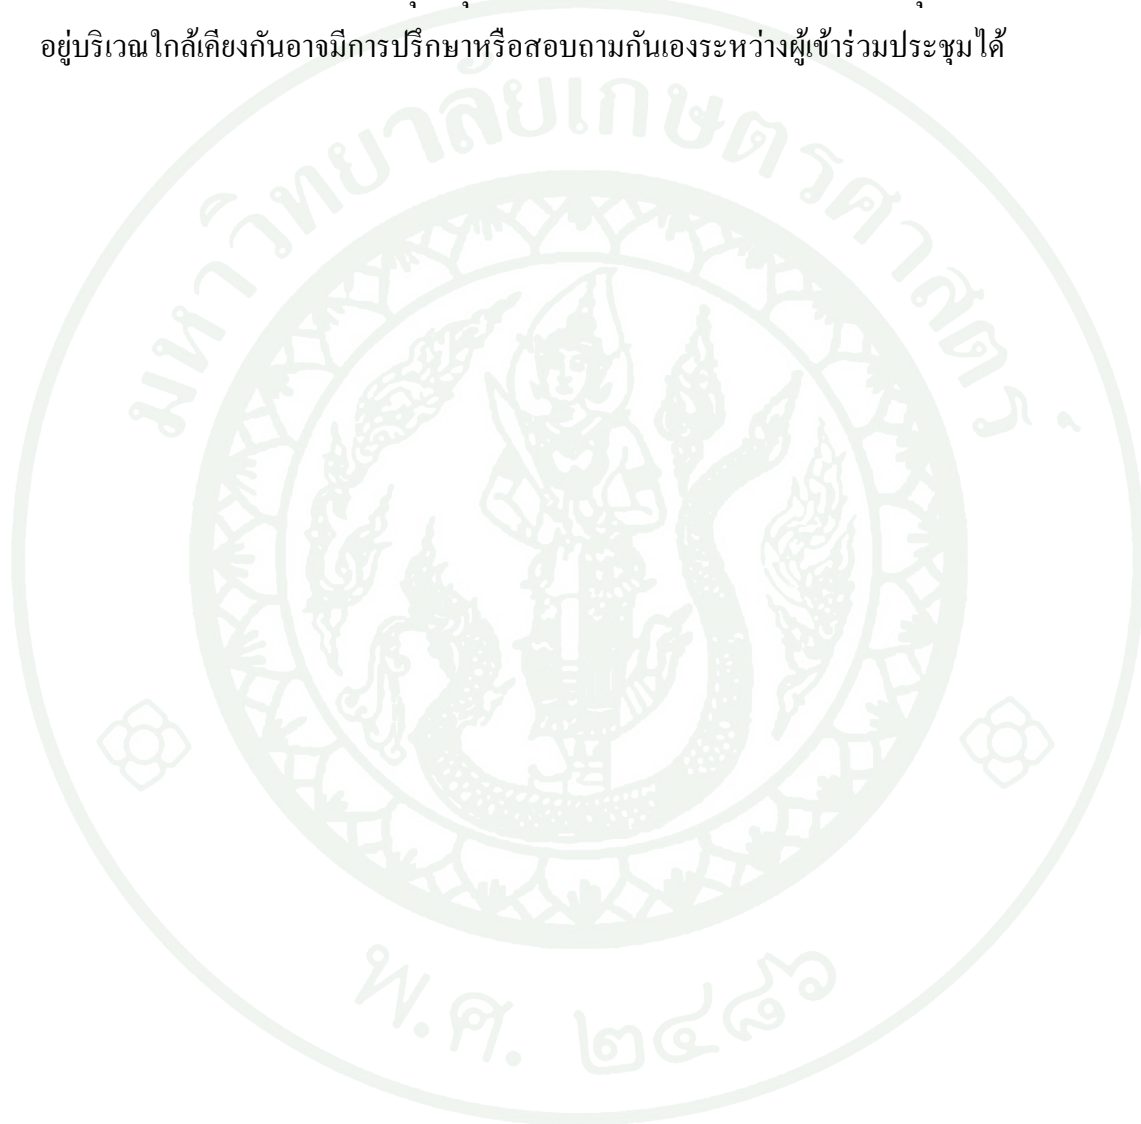 อยู่บริเวณใกล้เคียงกันอาจมีการปรึกษาหรือสอบถามกันเองระหว่างผู้เข้าร่วมประชุมได้
มหาวิทยาลัยเกษตรศาสตร์
พ.ศ. ๒๔๘๖